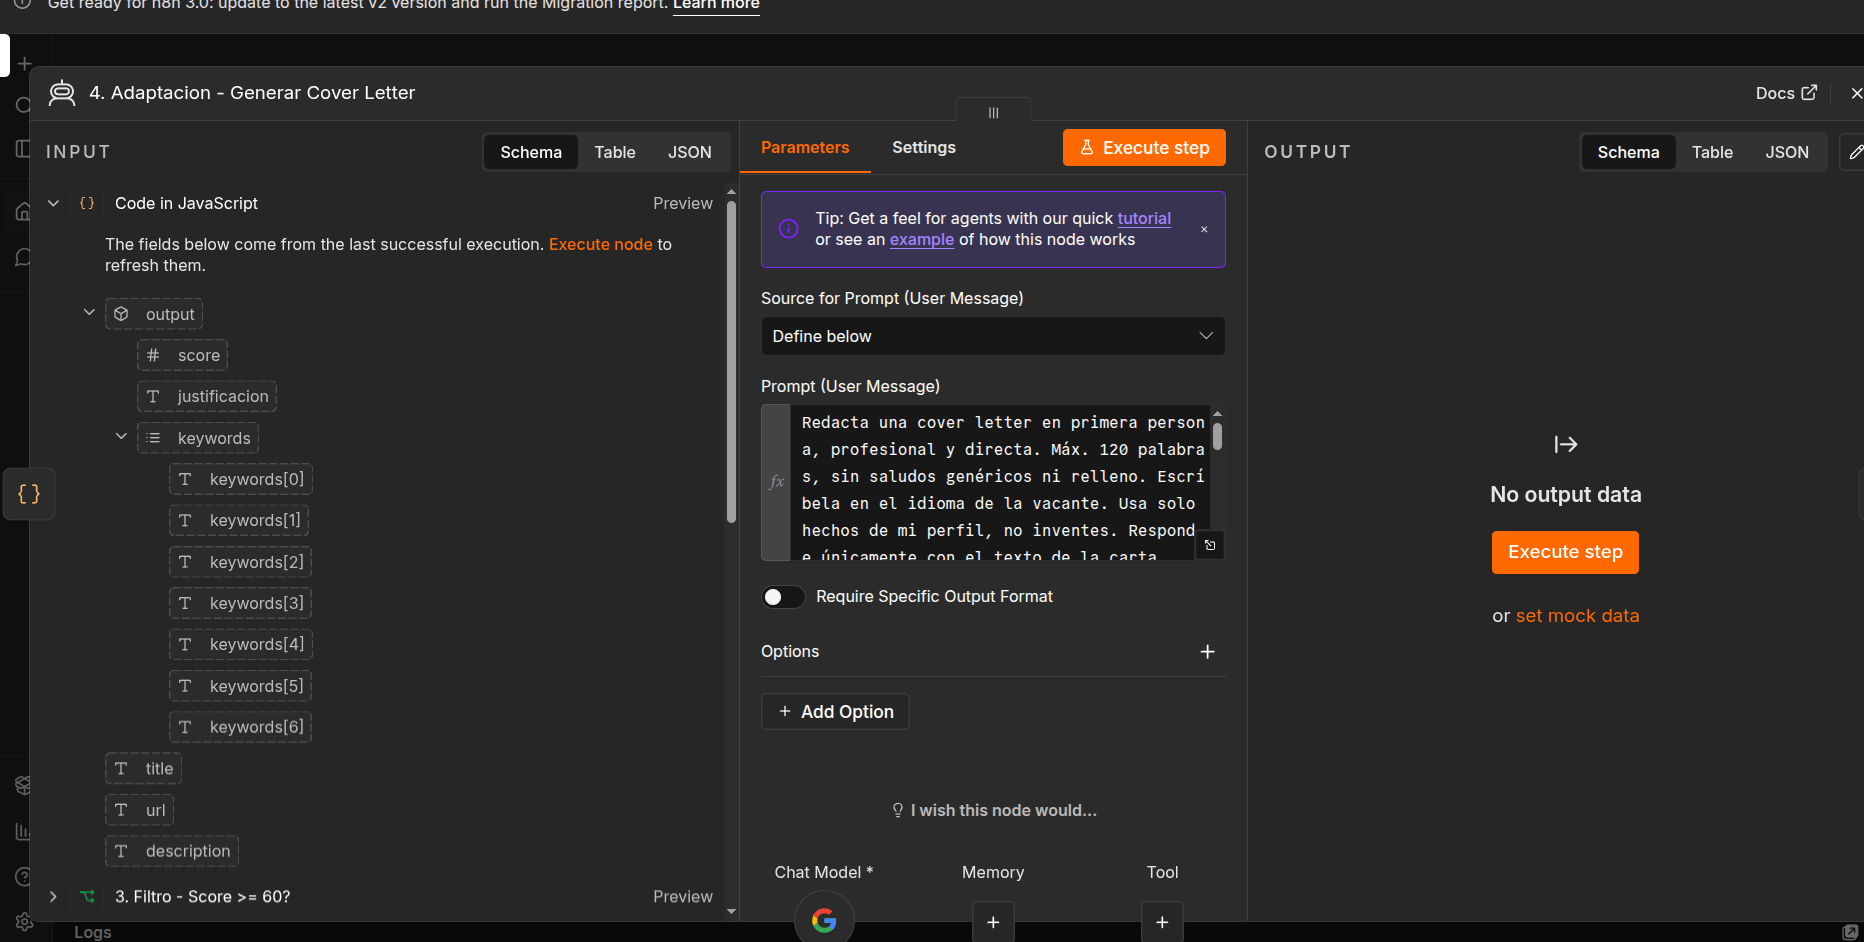 Get ready for n8n 3.0: update to the latest v2 version and run the Migration report. Learn more
4. Adaptacion - Generar Cover Letter
Docs
INPUT
Schema
Table
JSON
Code in JavaScript
Preview
The fields below come from the last successful execution. Execute node to
refresh them.
output
# score
T justificacion
keywords
T keywords[0]
T keywords[1]
T keywords[2]
T keywords[3]
T keywords[4]
T keywords[5]
T keywords[6]
T title
T url
T description
3. Filtro - Score >= 60?
Preview
Parameters
Settings
Execute step
Tip: Get a feel for agents with our quick tutorial
or see an example of how this node works
Source for Prompt (User Message)
Define below
Prompt (User Message)
fx
Redacta una cover letter en primera person
a, profesional y directa. Máx. 120 palabra
s, sin saludos genéricos ni relleno. Escrí
bela en el idioma de la vacante. Usa solo
hechos de mi perfil, no inventes. Respond
e únicamente con el texto de la carta
Require Specific Output Format
Options
Add Option
I wish this node would...
Chat Model *
Memory
Tool
OUTPUT
Schema
Table
JSON
No output data
Execute step
or set mock data
Logs